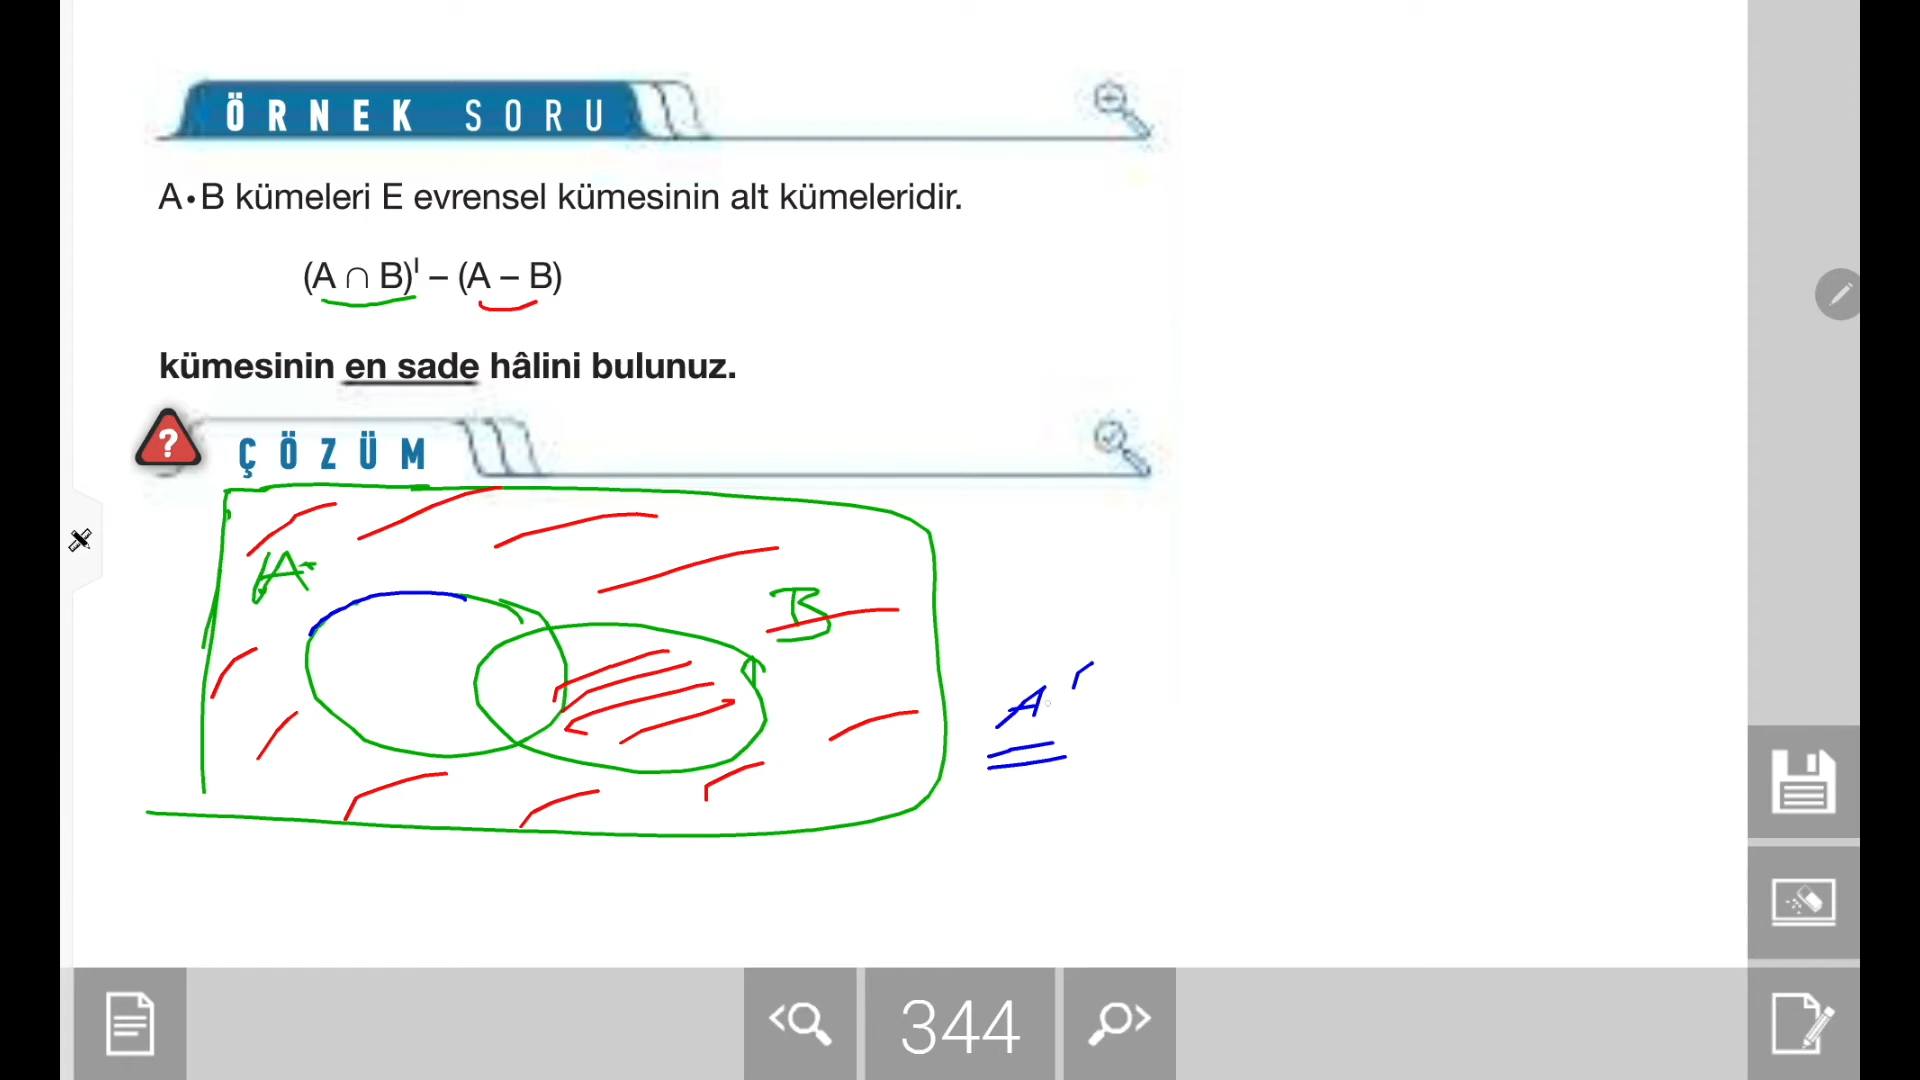 ÖRNEK SORU
A•B kümeleri E evrensel kümesinin alt kümeleridir.
(A ∩ B)ᴵ – (A – B)
kümesinin en sade hâlini bulunuz.
?
ÇÖZÜM
A
B
A'
344